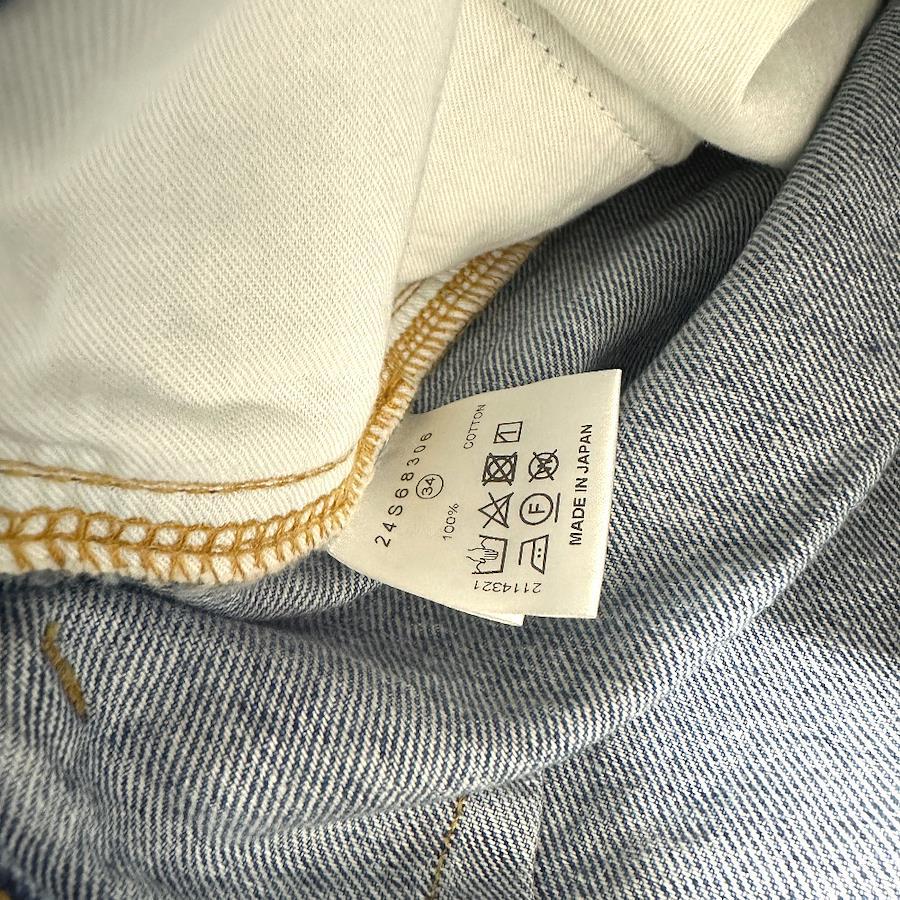 24S68306
34
100% COTTON
F
W
MADE IN JAPAN
2114321